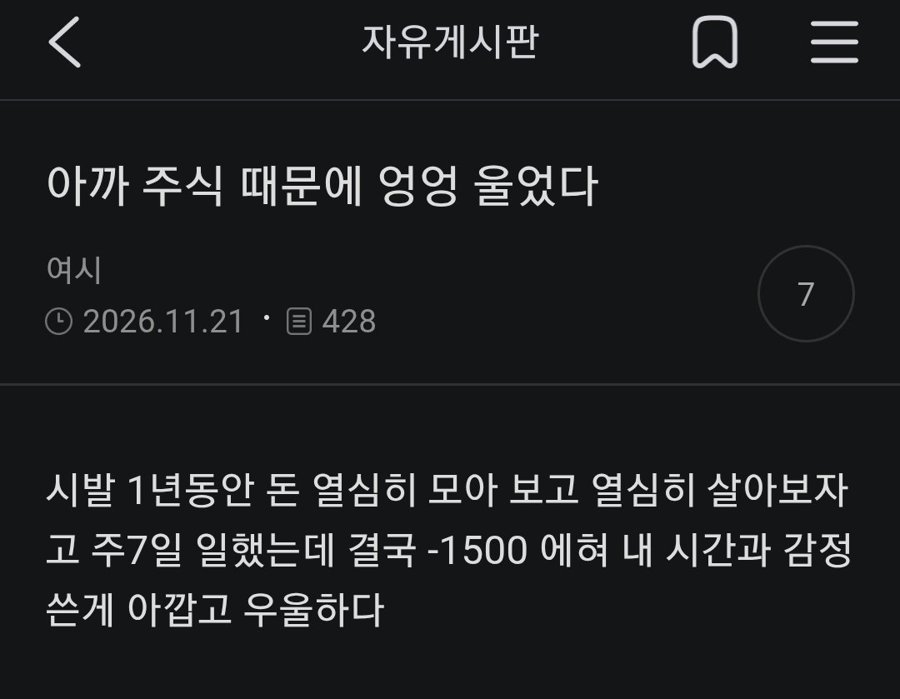 자유게시판
아까 주식 때문에 엉엉 울었다
여시
7
2026.11.21 · 428
시발 1년동안 돈 열심히 모아 보고 열심히 살아보자
고 주7일 일했는데 결국 -1500 에혀 내 시간과 감정
쓴게 아깝고 우울하다